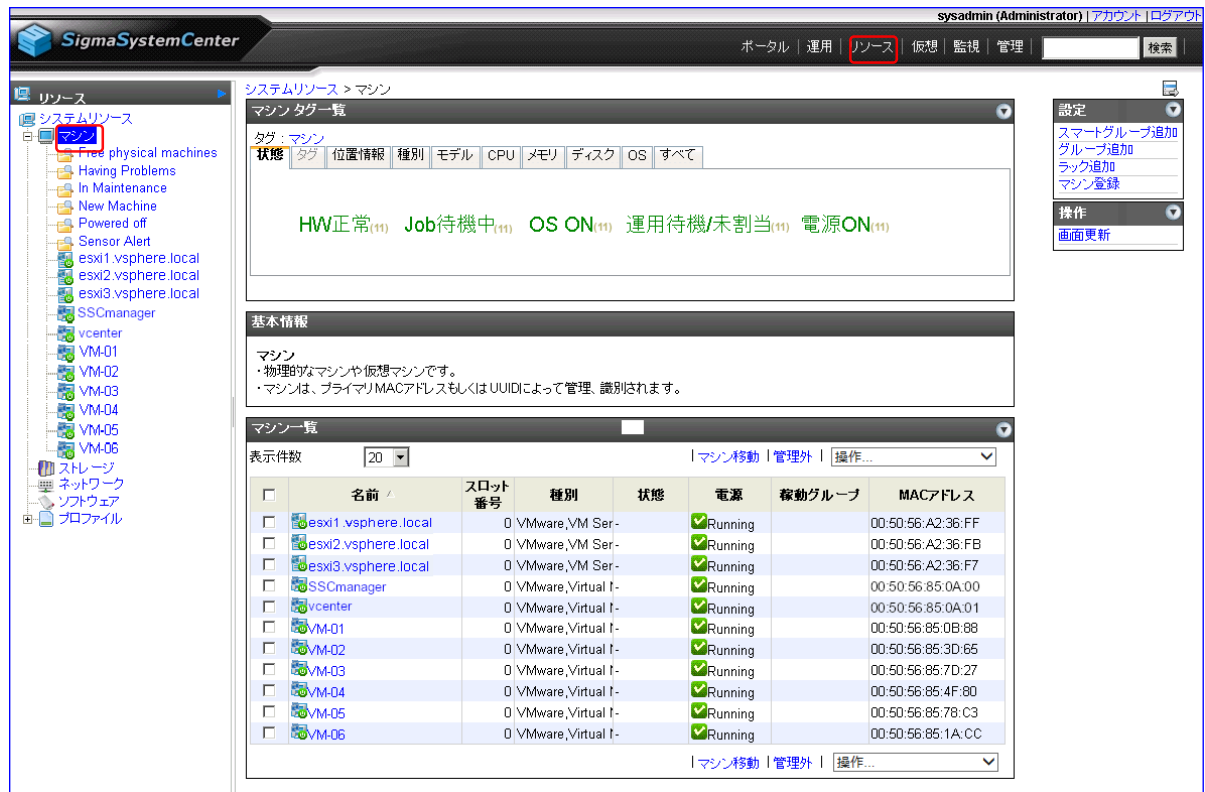 sysadmin (Administrator) | アカウント | ログアウト
SigmaSystemCenter
ポータル | 運用 | リソース | 仮想 | 監視 | 管理 | 検索 |
リソース
システムリソース
マシン
Free physical machines
Having Problems
In Maintenance
New Machine
Powered off
Sensor Alert
esxi1.vsphere.local
esxi2.vsphere.local
esxi3.vsphere.local
SSCmanager
vcenter
VM-01
VM-02
VM-03
VM-04
VM-05
VM-06
ストレージ
ネットワーク
ソフトウェア
プロファイル
システムリソース > マシン
マシン タグ一覧
タグ : マシン
状態 タグ 位置情報 種別 モデル CPU メモリ ディスク OS すべて
HW正常(11) Job待機中(11) OS ON(11) 運用待機/未割当(11) 電源ON(11)
基本情報
マシン
・物理的なマシンや仮想マシンです。
・マシンは、プライマリMACアドレスもしくはUUIDによって管理、識別されます。
マシン一覧
表示件数 20 | マシン移動 | 管理外 | 操作...
名前 スロット番号 種別 状態 電源 稼動グループ MACアドレス
esxi1.vsphere.local 0 VMware,VM Ser - Running 00:50:56:A2:36:FF
esxi2.vsphere.local 0 VMware,VM Ser - Running 00:50:56:A2:36:FB
esxi3.vsphere.local 0 VMware,VM Ser - Running 00:50:56:A2:36:F7
SSCmanager 0 VMware,Virtual - Running 00:50:56:85:0A:00
vcenter 0 VMware,Virtual - Running 00:50:56:85:0A:01
VM-01 0 VMware,Virtual - Running 00:50:56:85:0B:88
VM-02 0 VMware,Virtual - Running 00:50:56:85:3D:65
VM-03 0 VMware,Virtual - Running 00:50:56:85:7D:27
VM-04 0 VMware,Virtual - Running 00:50:56:85:4F:80
VM-05 0 VMware,Virtual - Running 00:50:56:85:78:C3
VM-06 0 VMware,Virtual - Running 00:50:56:85:1A:CC
| マシン移動 | 管理外 | 操作...
設定
スマートグループ追加
グループ追加
ラック追加
マシン登録
操作
画面更新